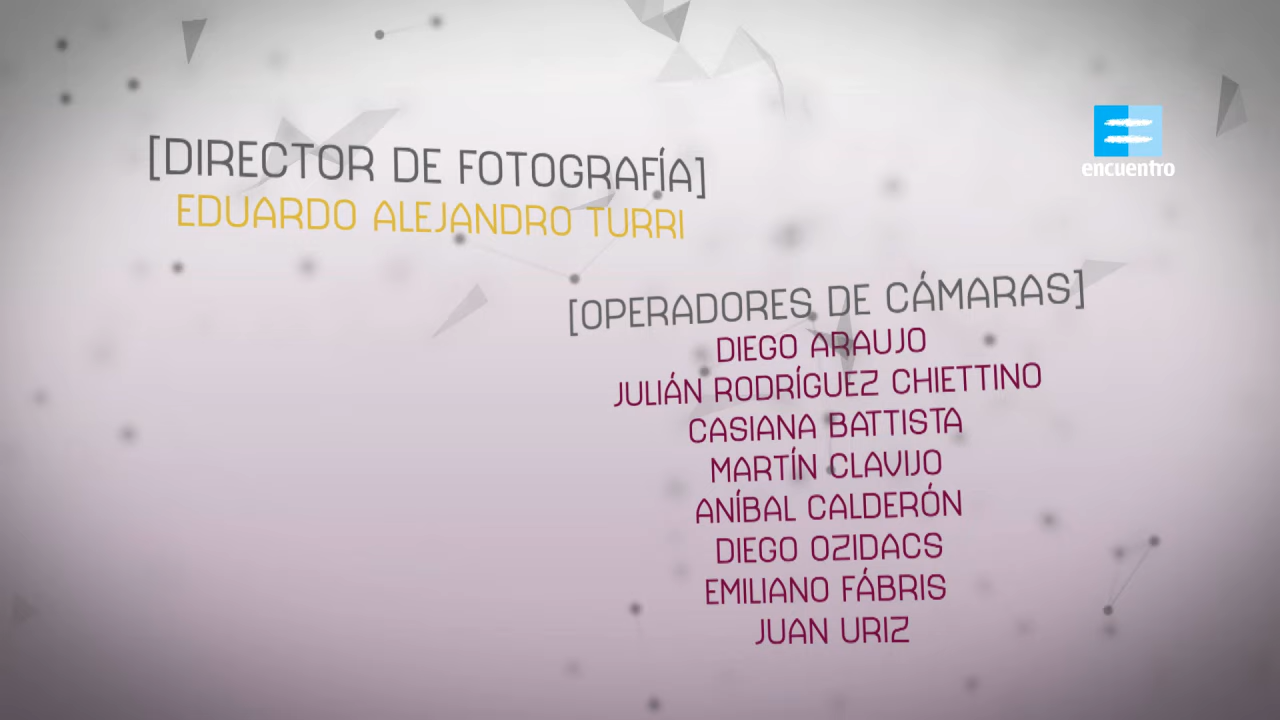 [DIRECTOR DE FOTOGRAFÍA]
EDUARDO ALEJANDRO TURRI
encuentro
[OPERADORES DE CÁMARAS]
DIEGO ARAUJO
JULIÁN RODRÍGUEZ CHIETTINO
CASIANA BATTISTA
MARTÍN CLAVIJO
ANÍBAL CALDERÓN
DIEGO OZIDACS
EMILIANO FÁBRIS
JUAN URIZ